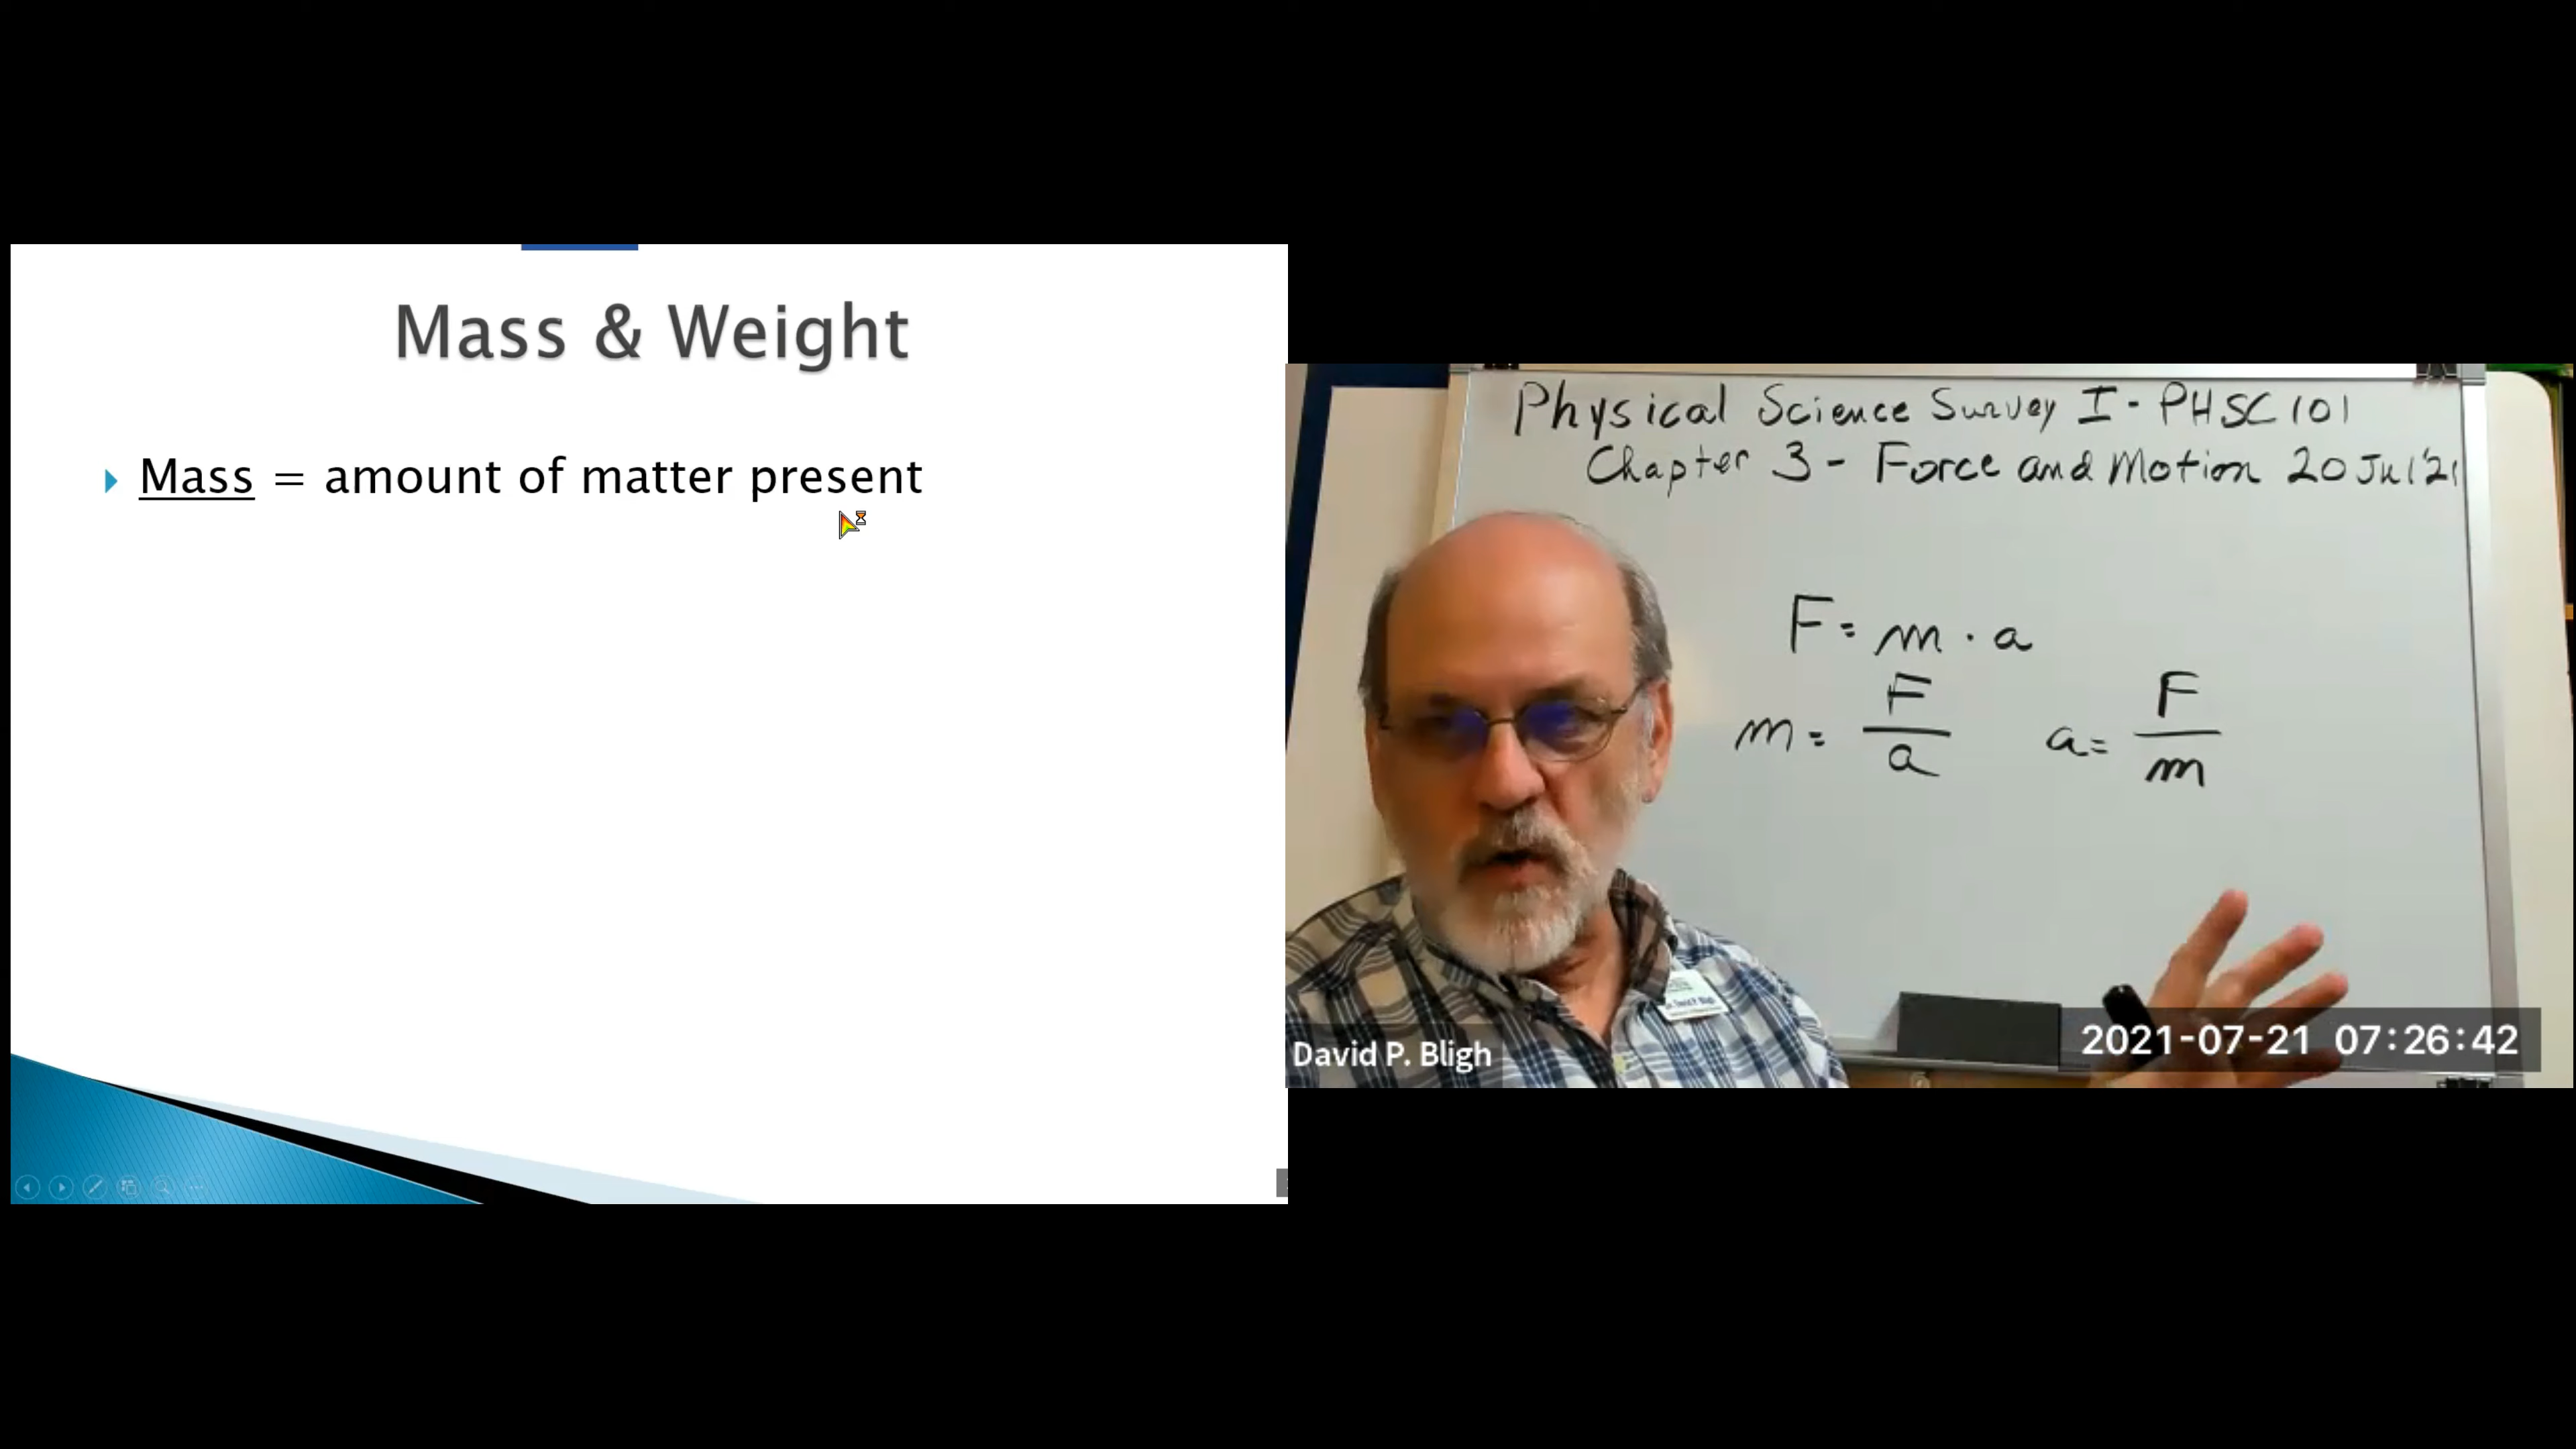 Mass & Weight
Mass = amount of matter present
Physical Science Survey I - PHSC 101
Chapter 3 - Force and Motion 20 Jul '21
F = m · a
m = F/a
a = F/m
David P. Bligh
2021-07-21 07:26:42